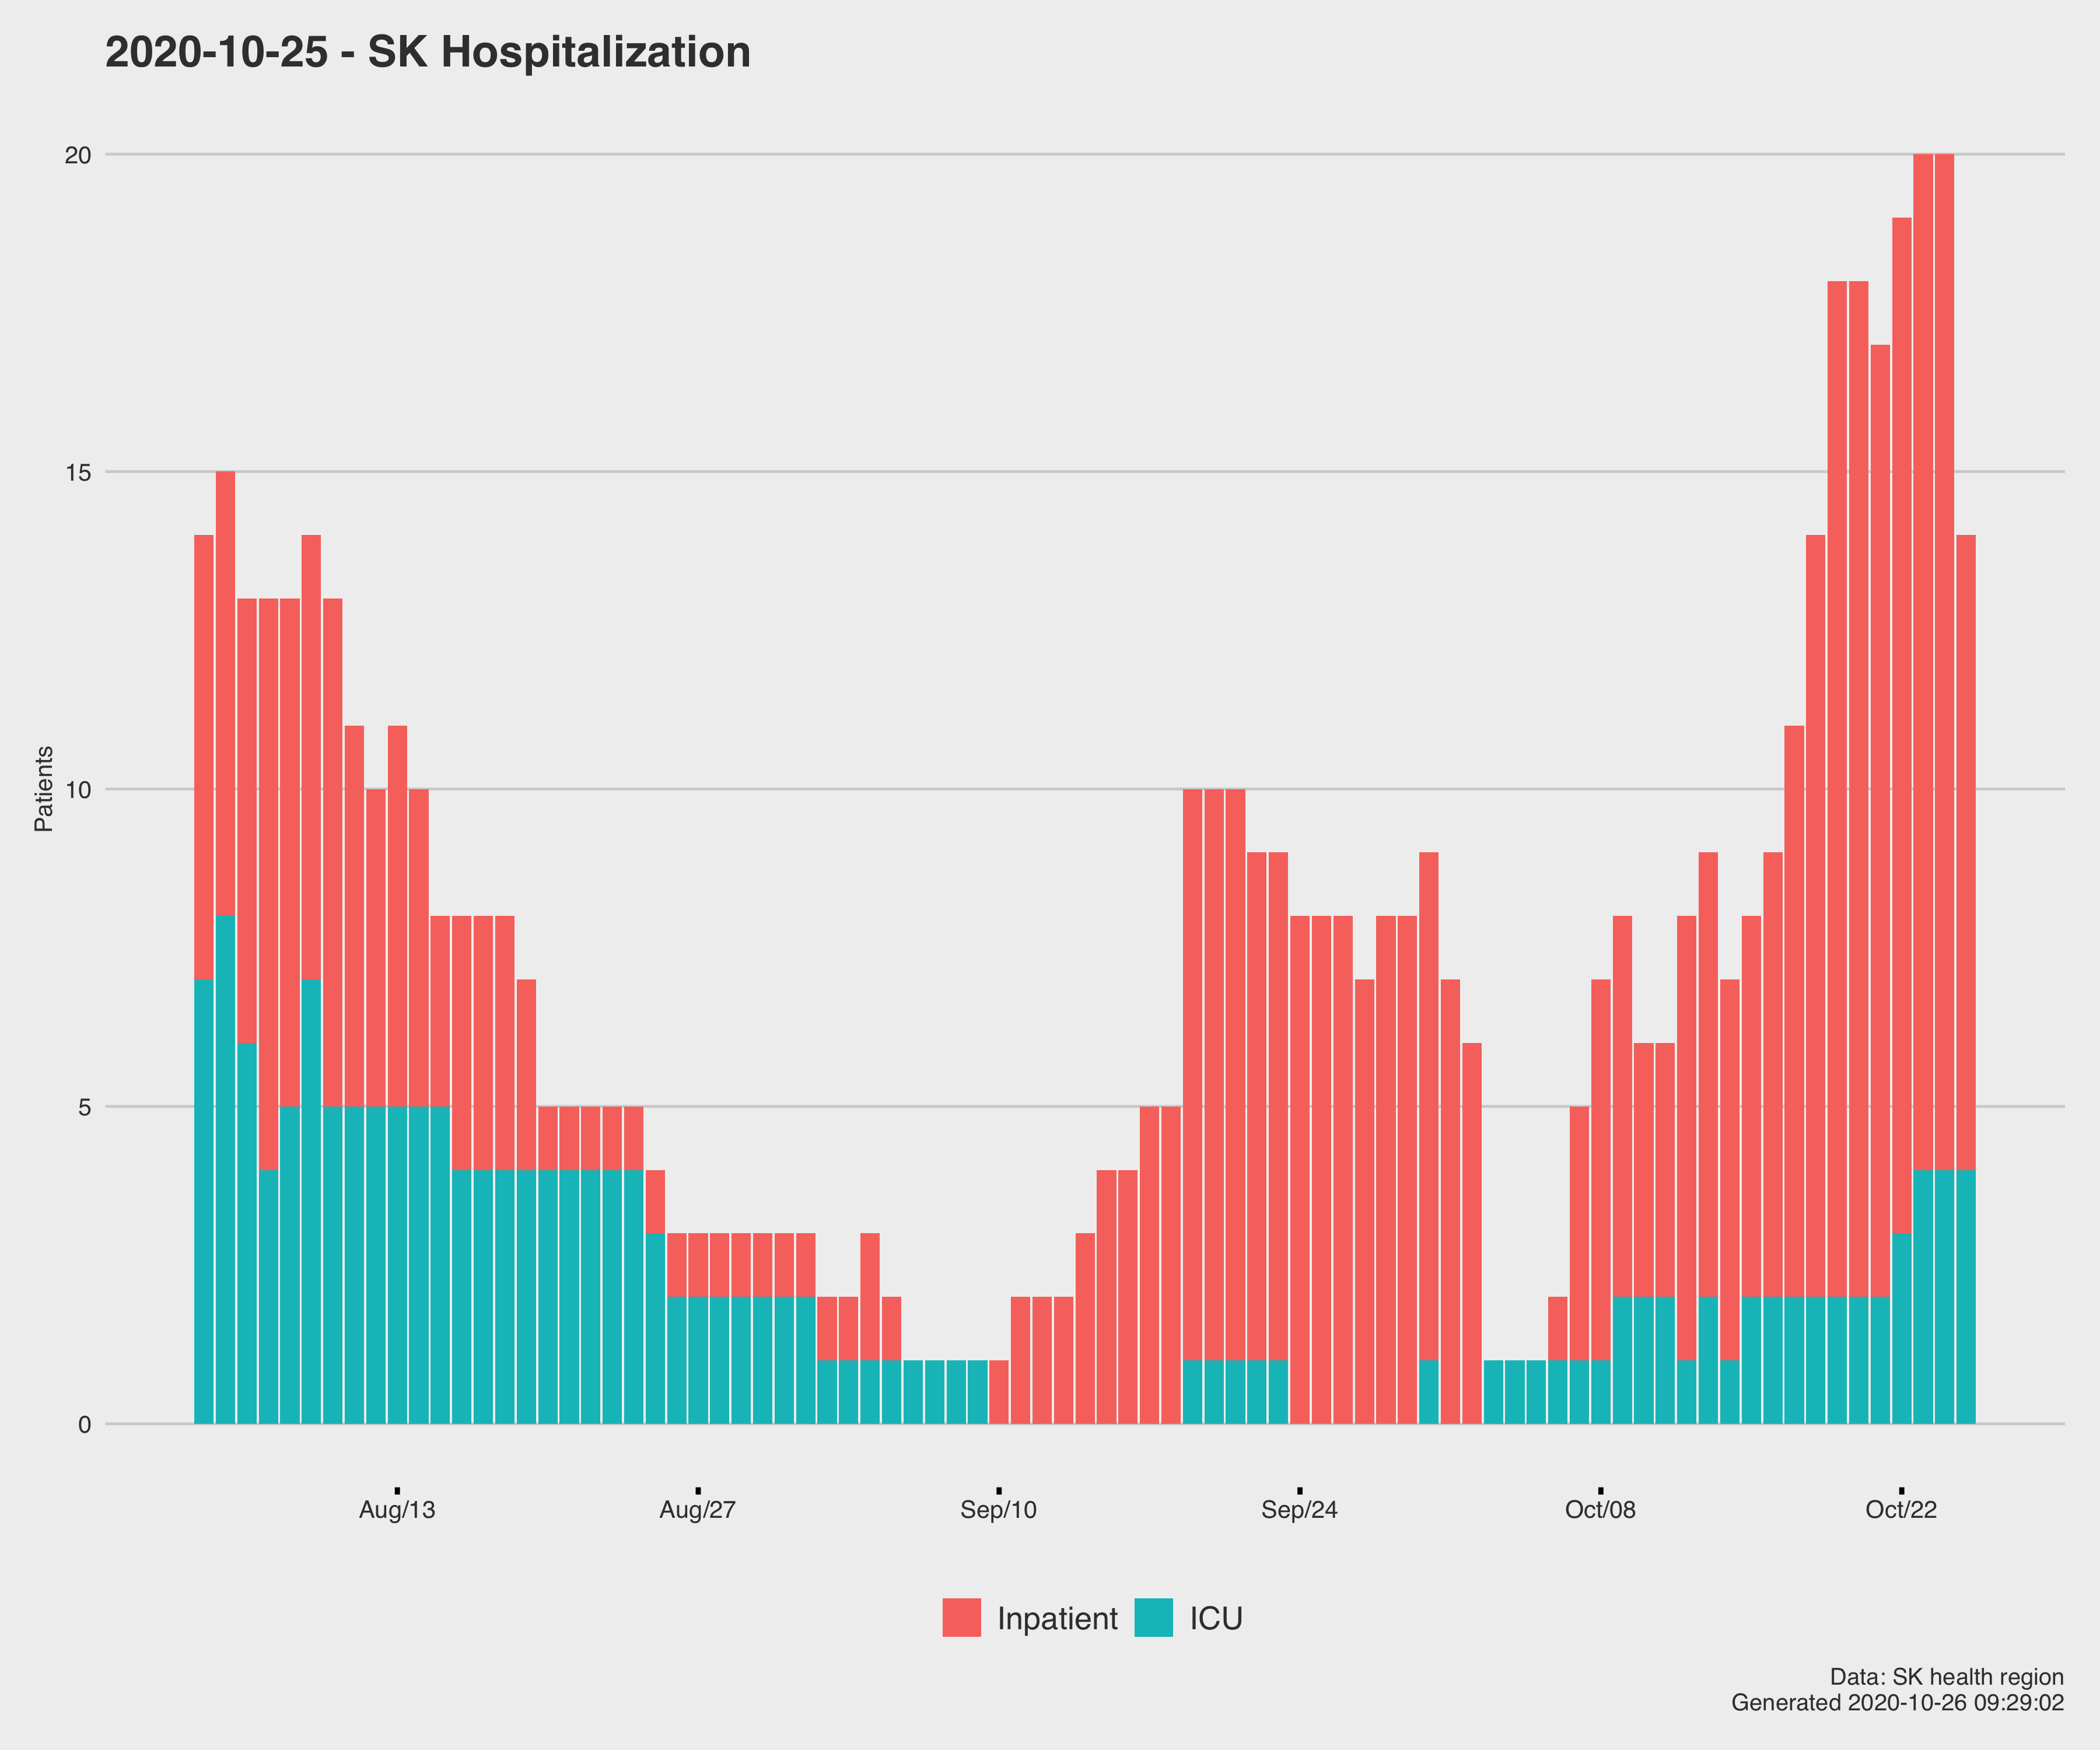 2020-10-25 - SK Hospitalization
20
15
10
5
0
Patients
Aug/13
Aug/27
Sep/10
Sep/24
Oct/08
Oct/22
Inpatient
ICU
Data: SK health region
Generated 2020-10-26 09:29:02